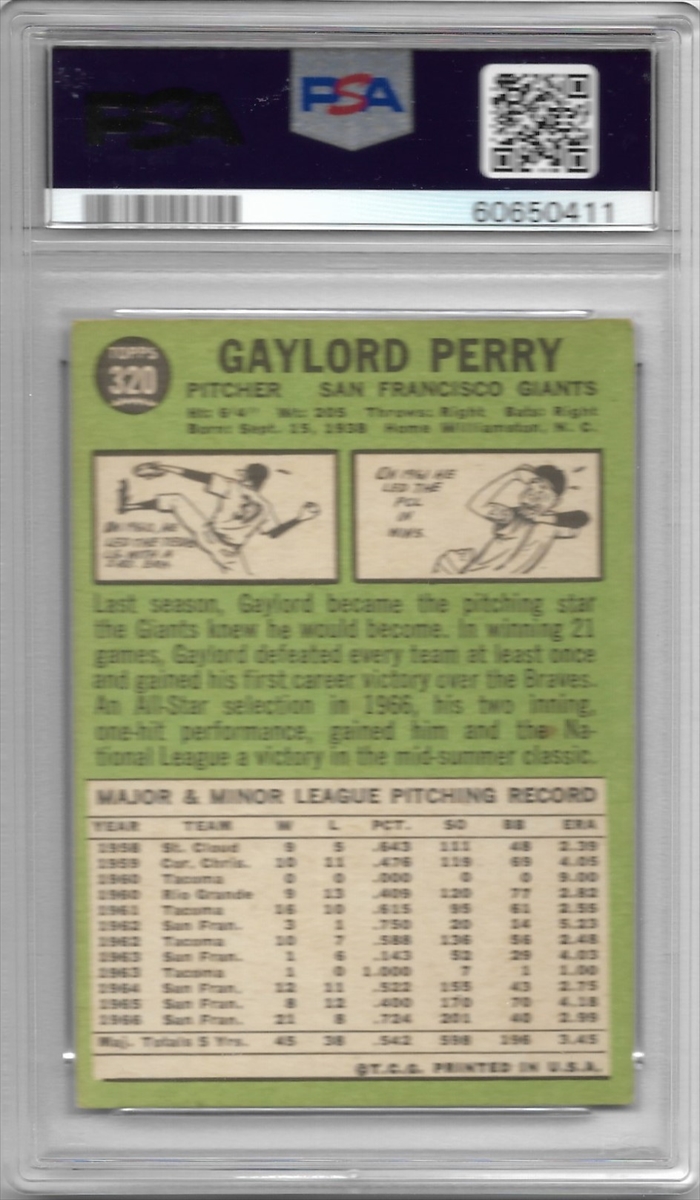 PSA
PSA
60650411
TOPPS
320
GAYLORD PERRY
PITCHER SAN FRANCISCO GIANTS
Ht: 6'4" Wt: 205 Throws: Right Bats: Right
Born: Sept. 15, 1938 Home Williamston, N. C.
IN 1961, HE
LED THE
PCL
IN
WINS.
Last season, Gaylord became the pitching star
the Giants knew he would become. In winning 21
games, Gaylord defeated every team at least once
and gained his first career victory over the Braves.
An All-Star selection in 1966, his two inning,
one-hit performance, gained him and the Na-
tional League a victory in the mid-summer classic.
MAJOR & MINOR LEAGUE PITCHING RECORD
YEAR TEAM W L PCT. SO BB ERA
1958 St. Cloud 9 5 .643 111 48 2.39
1959 Cor. Chris. 10 11 .476 119 69 4.05
1960 Tacoma 0 0 .000 0 0 9.00
1960 Rio Grande 9 13 .409 120 77 2.82
1961 Tacoma 16 10 .615 95 61 2.55
1962 San Fran. 3 1 .750 20 14 5.23
1962 Tacoma 10 7 .588 136 56 2.48
1963 San Fran. 1 6 .143 52 29 4.03
1963 Tacoma 1 0 1.000 7 1 1.00
1964 San Fran. 12 11 .522 155 43 2.75
1965 San Fran. 8 12 .400 170 70 4.18
1966 San Fran. 21 8 .724 201 40 2.99
Maj. Totals 5 Yrs. 45 38 .542 598 196 3.45
©T.C.G. PRINTED IN U.S.A.